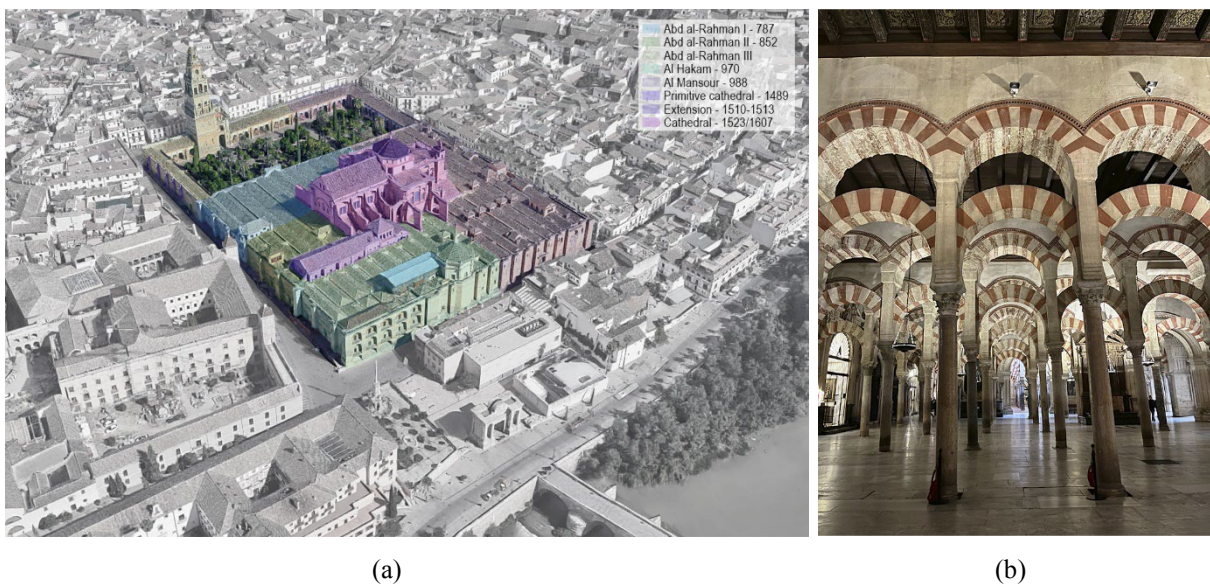 Abd al-Rahman I - 787
Abd al-Rahman II - 852
Abd al-Rahman III
Al Hakam - 970
Al Mansour - 988
Primitive cathedral - 1489
Extension - 1510-1513
Cathedral - 1523/1607
(a)
(b)